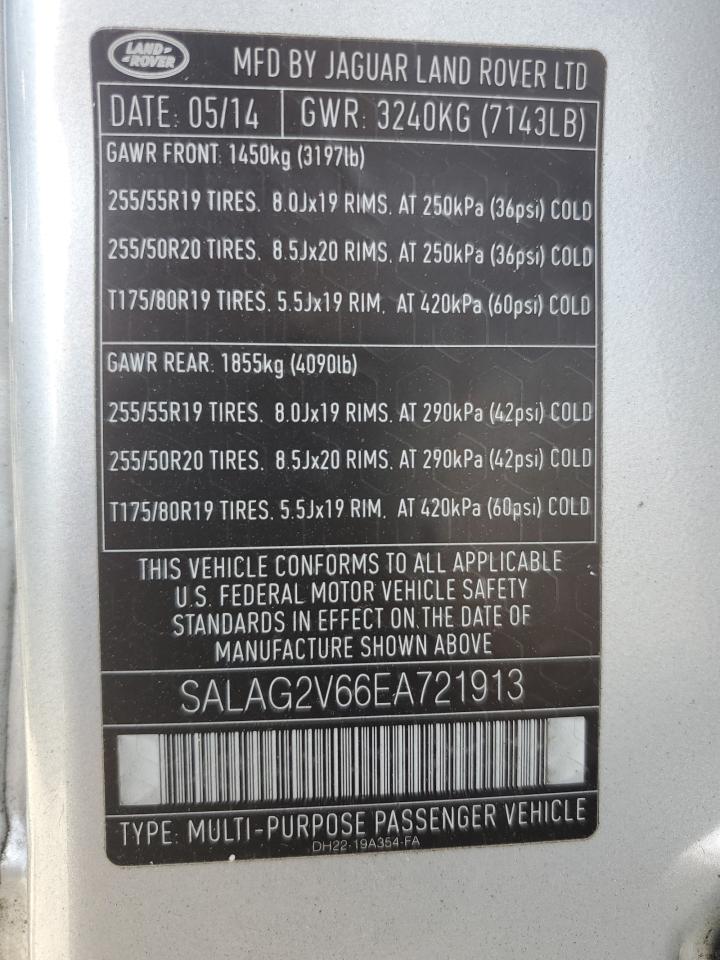 LAND ROVER
MFD BY JAGUAR LAND ROVER LTD
DATE: 05/14 GWR: 3240KG (7143LB)
GAWR FRONT: 1450kg (3197lb)
255/55R19 TIRES. 8.0Jx19 RIMS. AT 250kPa (36psi) COLD
255/50R20 TIRES. 8.5Jx20 RIMS. AT 250kPa (36psi) COLD
T175/80R19 TIRES. 5.5Jx19 RIM. AT 420kPa (60psi) COLD
GAWR REAR: 1855kg (4090lb)
255/55R19 TIRES. 8.0Jx19 RIMS. AT 290kPa (42psi) COLD
255/50R20 TIRES. 8.5Jx20 RIMS. AT 290kPa (42psi) COLD
T175/80R19 TIRES. 5.5Jx19 RIM. AT 420kPa (60psi) COLD
THIS VEHICLE CONFORMS TO ALL APPLICABLE
U.S. FEDERAL MOTOR VEHICLE SAFETY
STANDARDS IN EFFECT ON THE DATE OF
MANUFACTURE SHOWN ABOVE
SALAG2V66EA721913
TYPE: MULTI-PURPOSE PASSENGER VEHICLE
DH22-19A354-FA